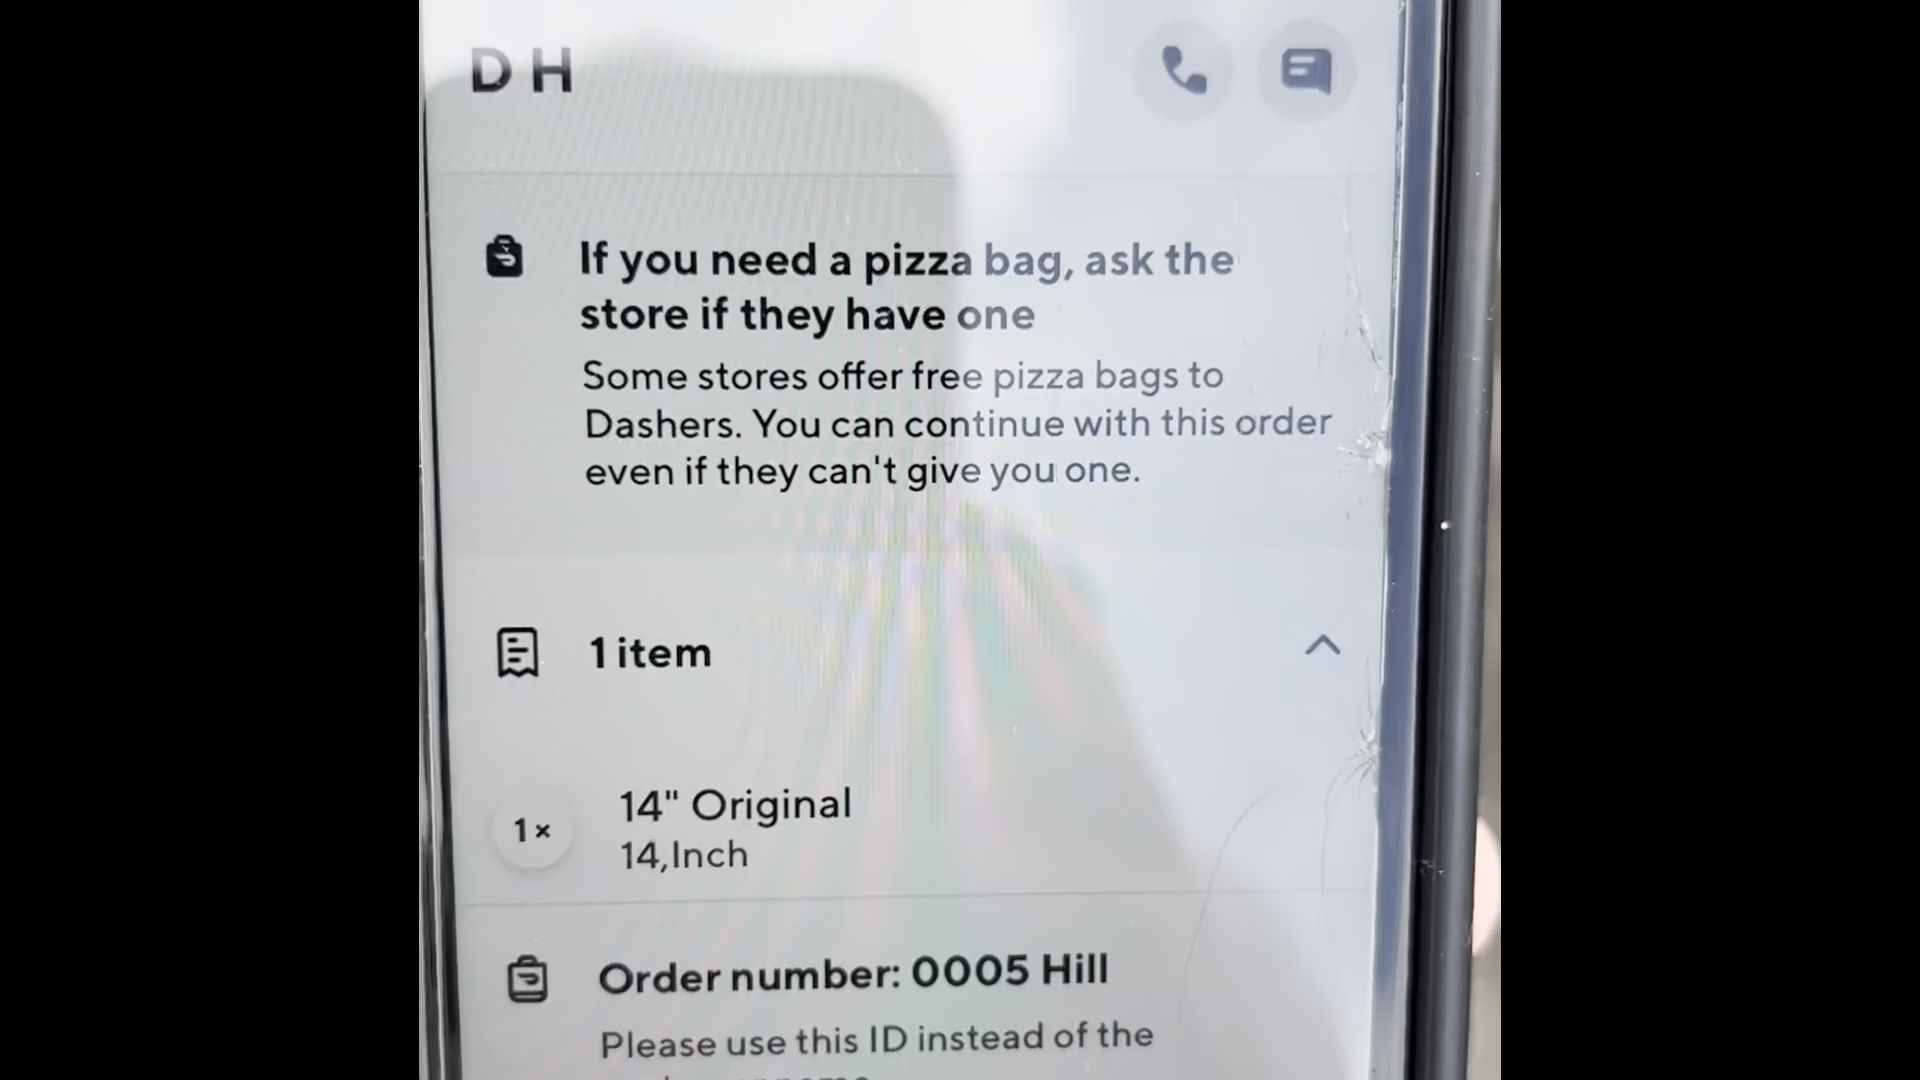 D H
If you need a pizza bag, ask the
store if they have one
Some stores offer free pizza bags to
Dashers. You can continue with this order
even if they can't give you one.
1 item
1×
14" Original
14,Inch
Order number: 0005 Hill
Please use this ID instead of the